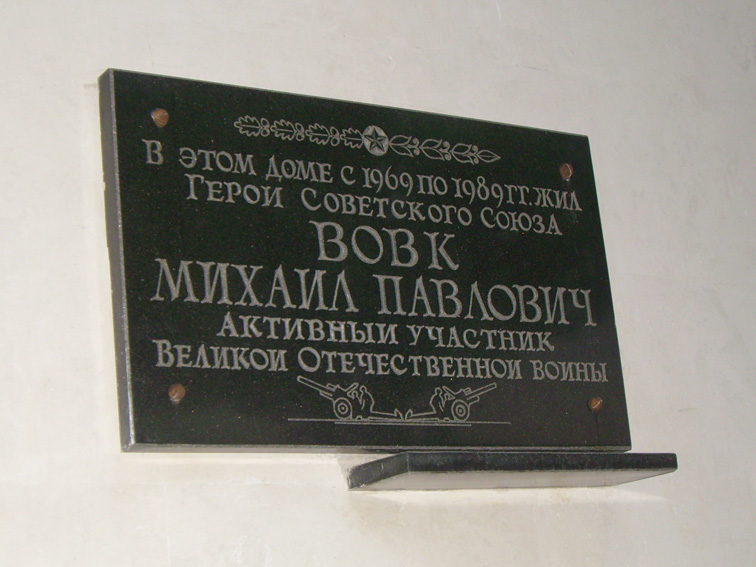 В ЭТОМ ДОМЕ С 1969 ПО 1989 ГГ. ЖИЛ
ГЕРОЙ СОВЕТСКОГО СОЮЗА
ВОВК
МИХАИЛ ПАВЛОВИЧ
АКТИВНЫЙ УЧАСТНИК
ВЕЛИКОЙ ОТЕЧЕСТВЕННОЙ ВОЙНЫ